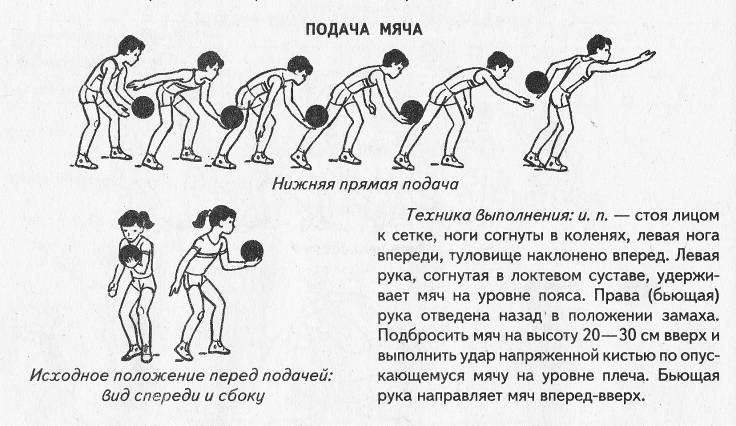 ПОДАЧА МЯЧА
Нижняя прямая подача
Техника выполнения: и. п. — стоя лицом
к сетке, ноги согнуты в коленях, левая нога
впереди, туловище наклонено вперед. Левая
рука, согнутая в локтевом суставе, удержи-
вает мяч на уровне пояса. Права (бьющая)
рука отведена назад в положении замаха.
Подбросить мяч на высоту 20—30 см вверх и
выполнить удар напряженной кистью по опус-
кающемуся мячу на уровне плеча. Бьющая
рука направляет мяч вперед-вверх.
Исходное положение перед подачей:
вид спереди и сбоку